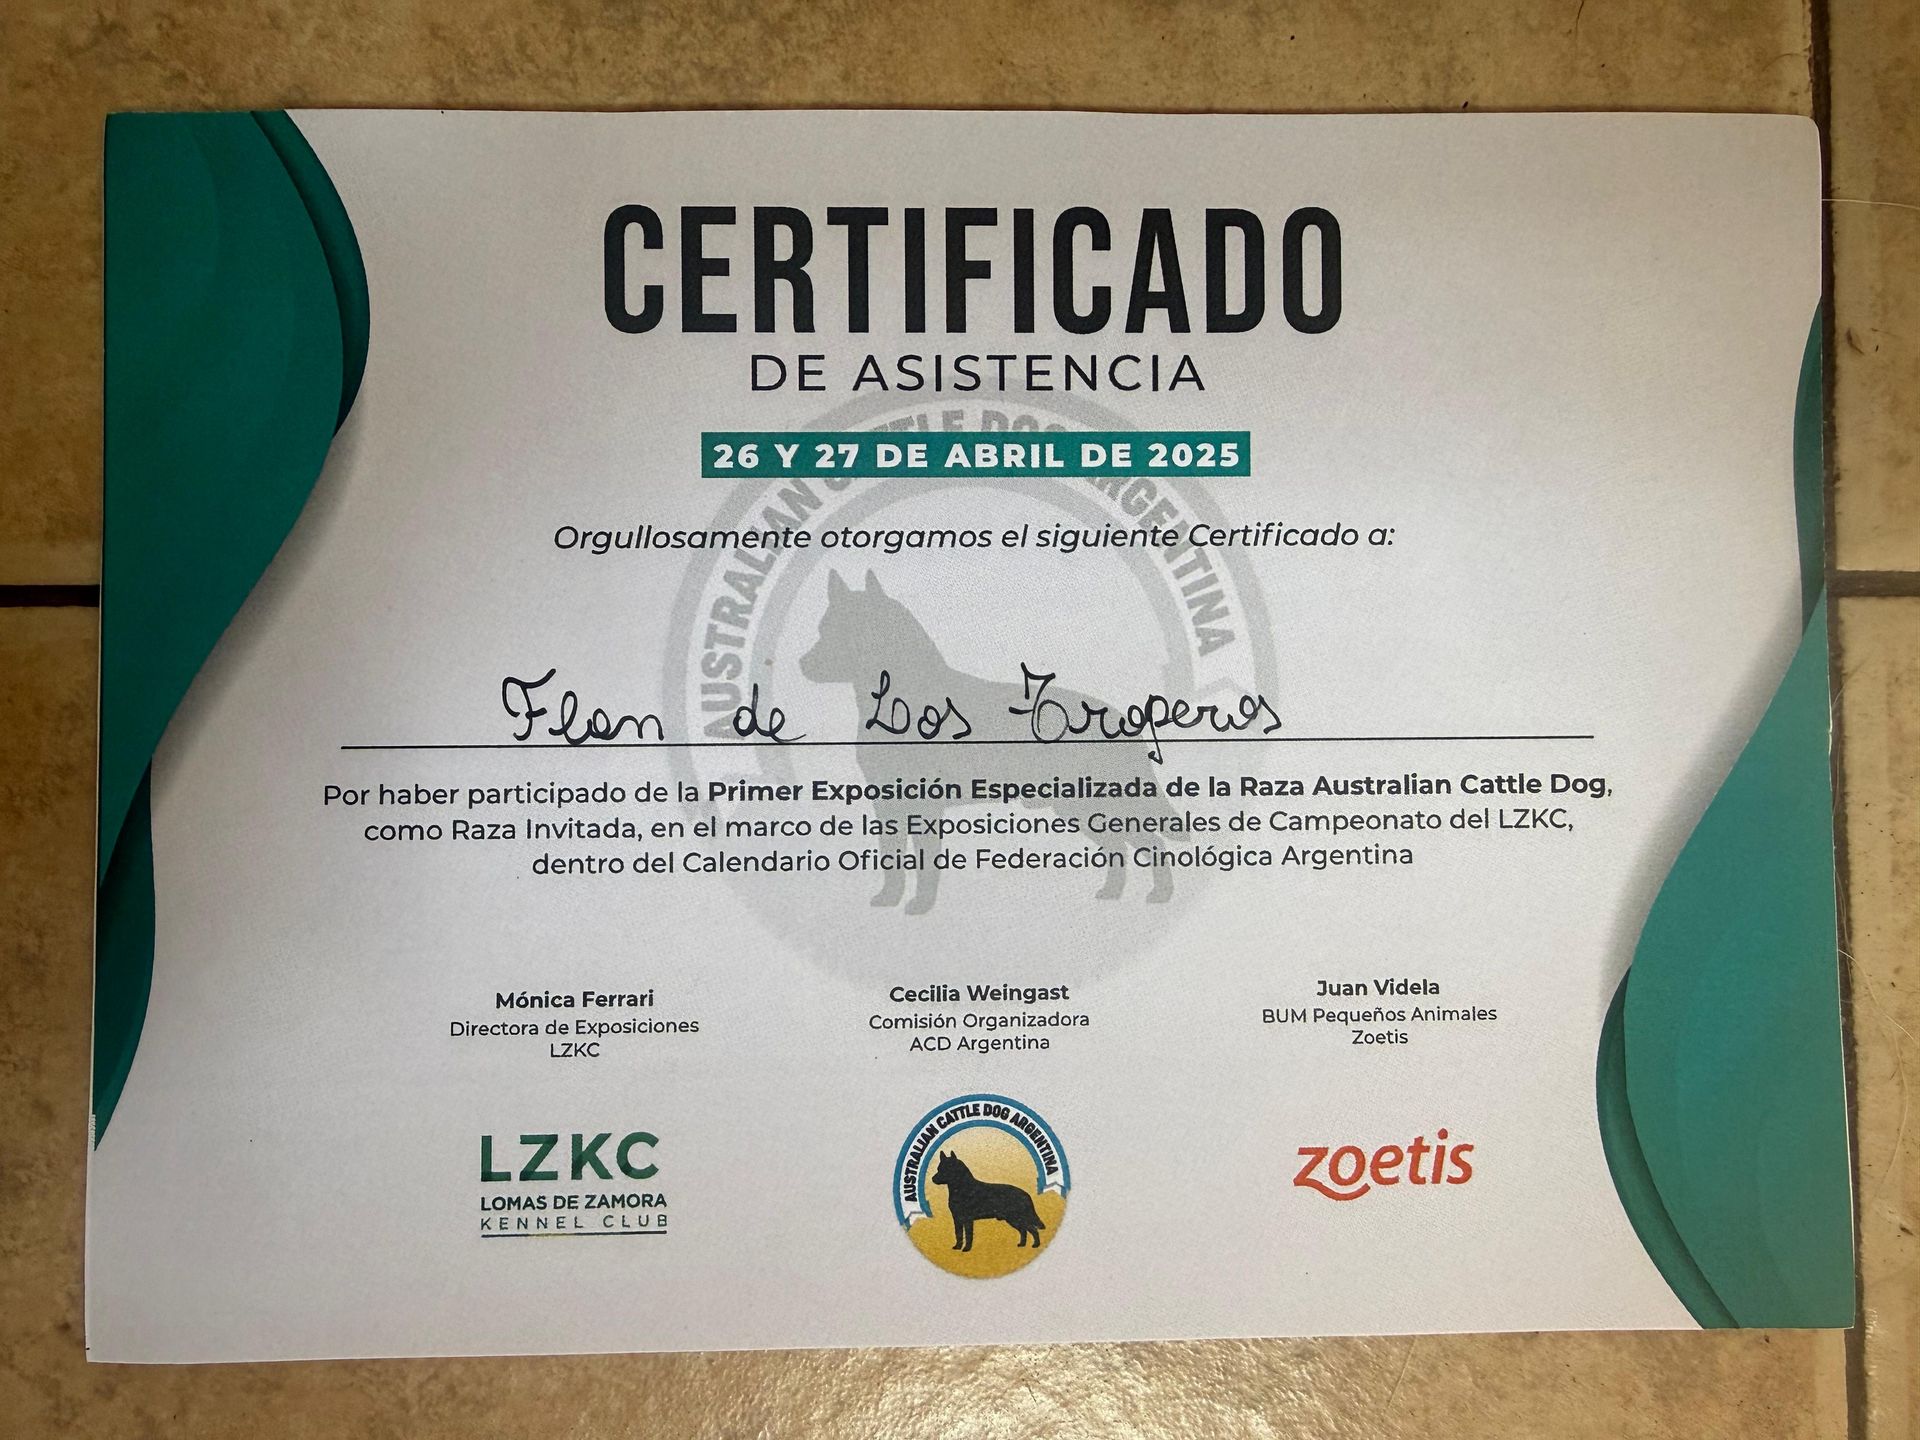 CERTIFICADO
DE ASISTENCIA
26 Y 27 DE ABRIL DE 2025
Orgullosamente otorgamos el siguiente Certificado a:
Flan de Los Troperos
Por haber participado de la Primer Exposición Especializada de la Raza Australian Cattle Dog,
como Raza Invitada, en el marco de las Exposiciones Generales de Campeonato del LZKC,
dentro del Calendario Oficial de Federación Cinológica Argentina
Mónica Ferrari
Directora de Exposiciones
LZKC
Cecilia Weingast
Comisión Organizadora
ACD Argentina
Juan Videla
BUM Pequeños Animales
Zoetis
LZKC
LOMAS DE ZAMORA
KENNEL CLUB
AUSTRALIAN CATTLE DOG ARGENTINA
zoetis
AUSTRALIAN CATTLE DOG ARGENTINA